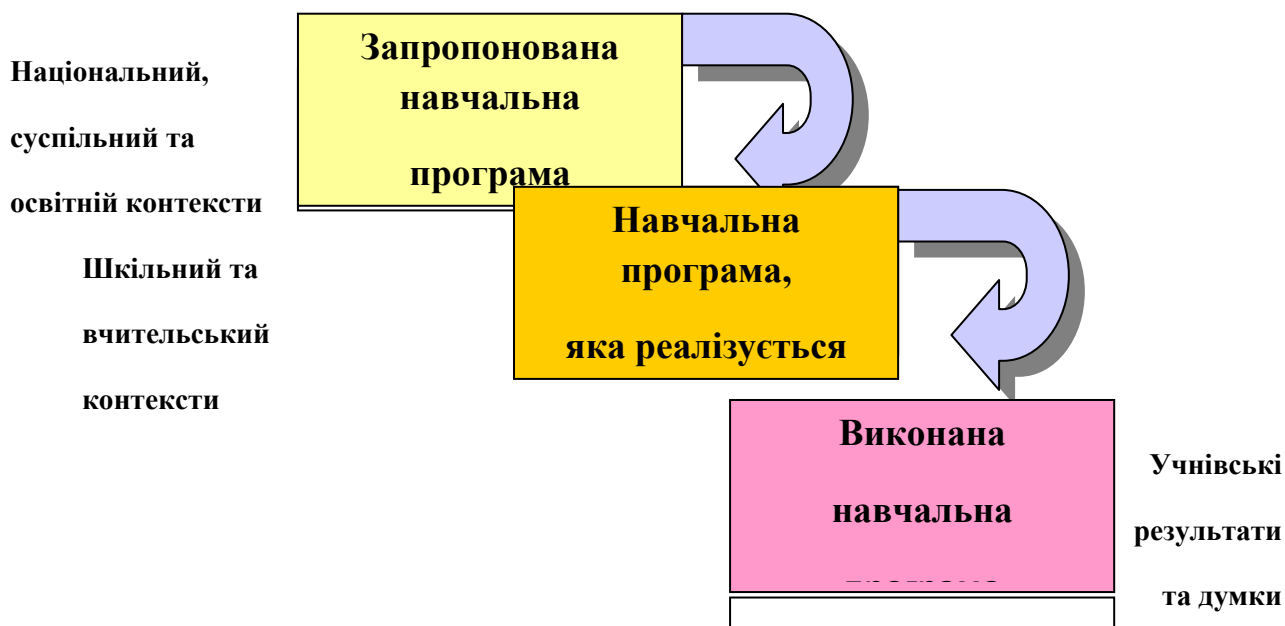 Національний,
суспільний та
освітній контексти
Шкільний та
вчительський
контексти
Запропонована
навчальна
програма
Навчальна
програма,
яка реалізується
Виконана
навчальна
Учнівські
результати
та думки